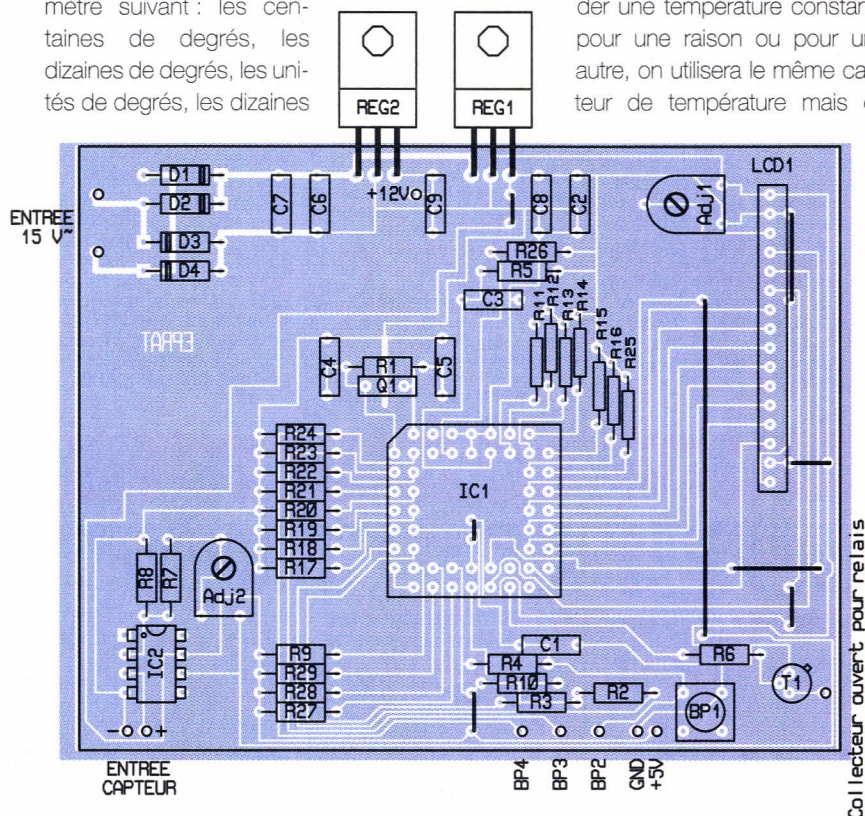 mètre suivant : les cen-
taines de degrés, les
dizaines de degrés, les uni-
tés de degrés, les dizaines
der une température
pour une raison ou pour
autre, on utilisera le même
teur de température mais
REG2
REG1
D1
D2
D3
D4
ENTREE
15 V~
C7
C6
+12V
C9
C8
C2
Adj1
LCD1
R26
R5
C3
R11
R12
R13
R14
R15
R16
R25
EPPAT
C4
R1
Q1
C5
R24
R23
R22
R21
R20
R19
R18
R17
IC1
R8
R7
Adj2
IC2
R9
R29
R28
R27
C1
R4
R10
R3
R2
R6
T1
BP1
- +
ENTREE
CAPTEUR
BP4
BP3
BP2
GND
+5V
Collecteur ouvert pour relais